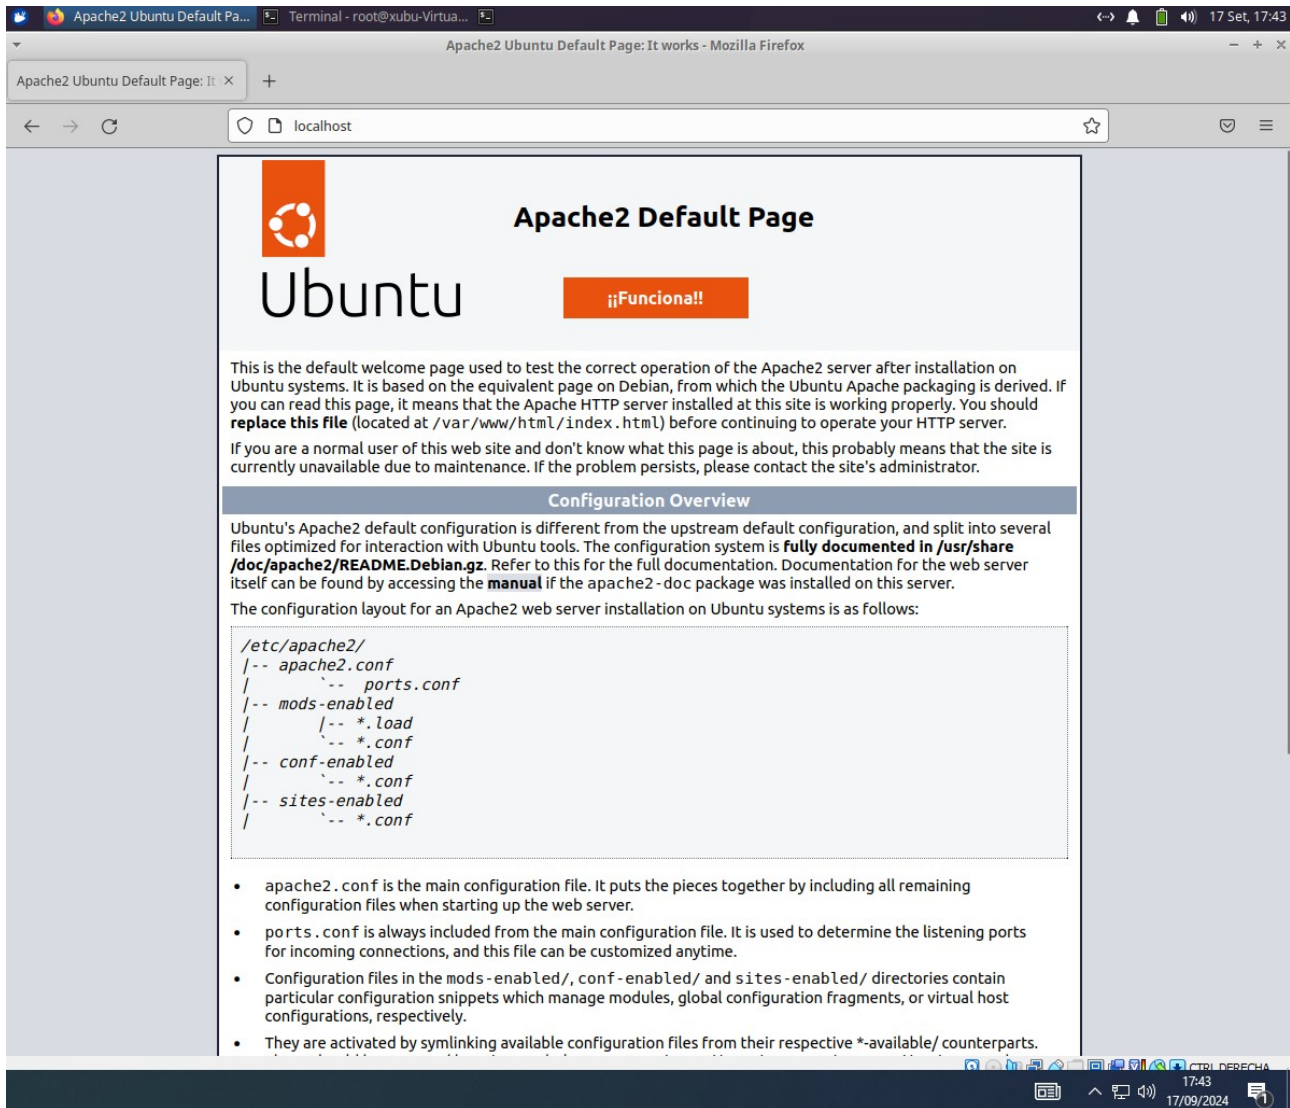 Apache2 Ubuntu Default Pa... Terminal - root@xubu-Virtua... 17 Set, 17:43
Apache2 Ubuntu Default Page: It works - Mozilla Firefox
Apache2 Ubuntu Default Page: It
localhost
Apache2 Default Page
Ubuntu
¡¡Funciona!!
This is the default welcome page used to test the correct operation of the Apache2 server after installation on
Ubuntu systems. It is based on the equivalent page on Debian, from which the Ubuntu Apache packaging is derived. If
you can read this page, it means that the Apache HTTP server installed at this site is working properly. You should
replace this file (located at /var/www/html/index.html) before continuing to operate your HTTP server.
If you are a normal user of this web site and don't know what this page is about, this probably means that the site is
currently unavailable due to maintenance. If the problem persists, please contact the site's administrator.
Configuration Overview
Ubuntu's Apache2 default configuration is different from the upstream default configuration, and split into several
files optimized for interaction with Ubuntu tools. The configuration system is fully documented in /usr/share
/doc/apache2/README.Debian.gz. Refer to this for the full documentation. Documentation for the web server
itself can be found by accessing the manual if the apache2-doc package was installed on this server.
The configuration layout for an Apache2 web server installation on Ubuntu systems is as follows:
/etc/apache2/
|-- apache2.conf
|       `--  ports.conf
|-- mods-enabled
|       |-- *.load
|       `-- *.conf
|-- conf-enabled
|       `-- *.conf
|-- sites-enabled
|       `-- *.conf
• apache2.conf is the main configuration file. It puts the pieces together by including all remaining
configuration files when starting up the web server.
• ports.conf is always included from the main configuration file. It is used to determine the listening ports
for incoming connections, and this file can be customized anytime.
• Configuration files in the mods-enabled/, conf-enabled/ and sites-enabled/ directories contain
particular configuration snippets which manage modules, global configuration fragments, or virtual host
configurations, respectively.
• They are activated by symlinking available configuration files from their respective *-available/ counterparts.
CTRL DERECHA
17:43
17/09/2024
1